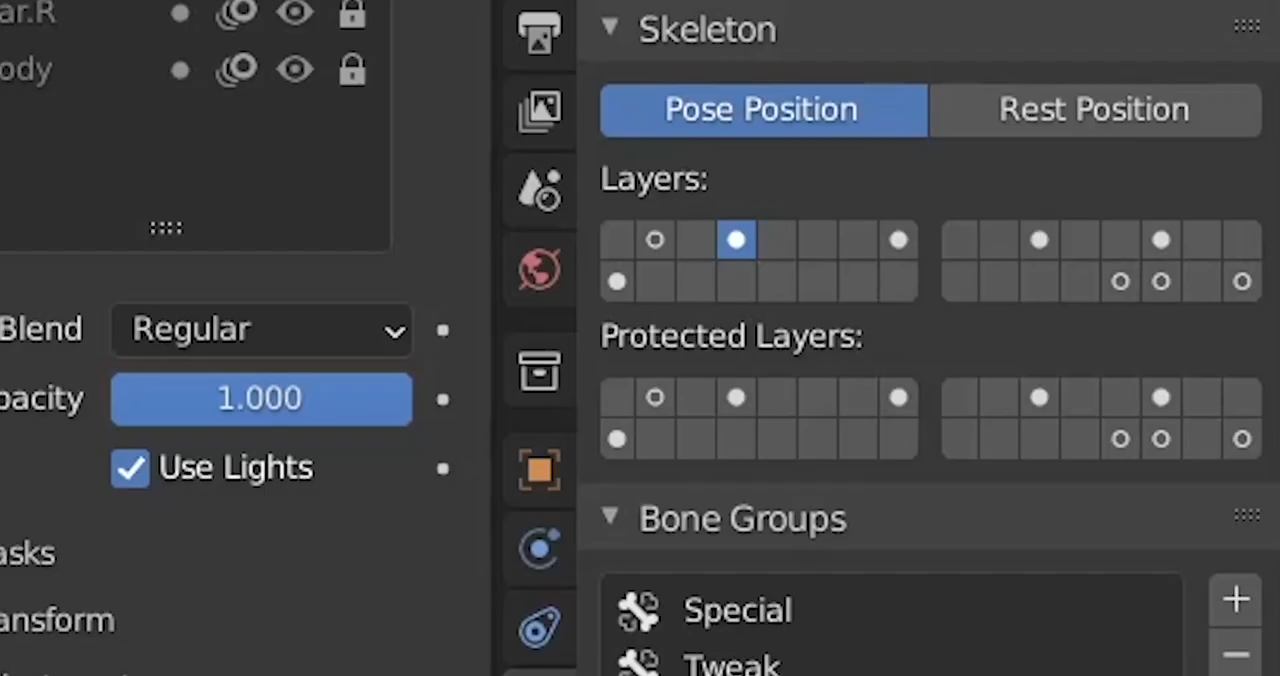 ar.R
ody
Blend
Regular
pacity
1.000
Use Lights
asks
ansform
Skeleton
Pose Position
Rest Position
Layers:
Protected Layers:
Bone Groups
Special
Tweak